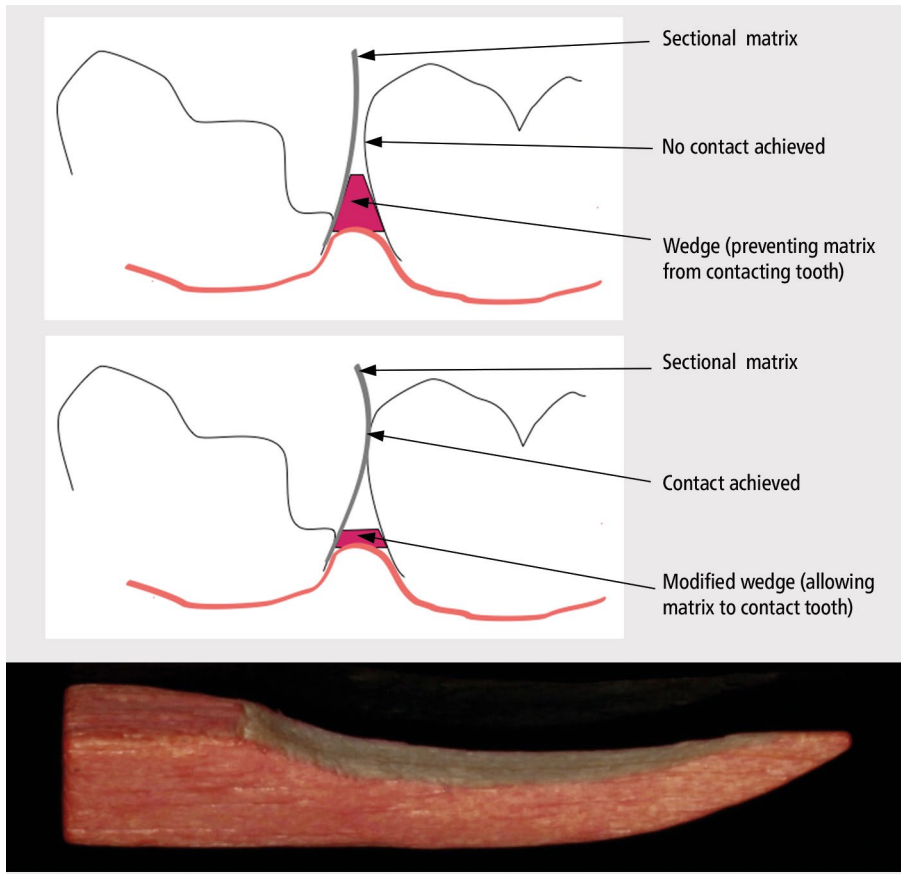 Sectional matrix
No contact achieved
Wedge (preventing matrix
from contacting tooth)
Sectional matrix
Contact achieved
Modified wedge (allowing
matrix to contact tooth)